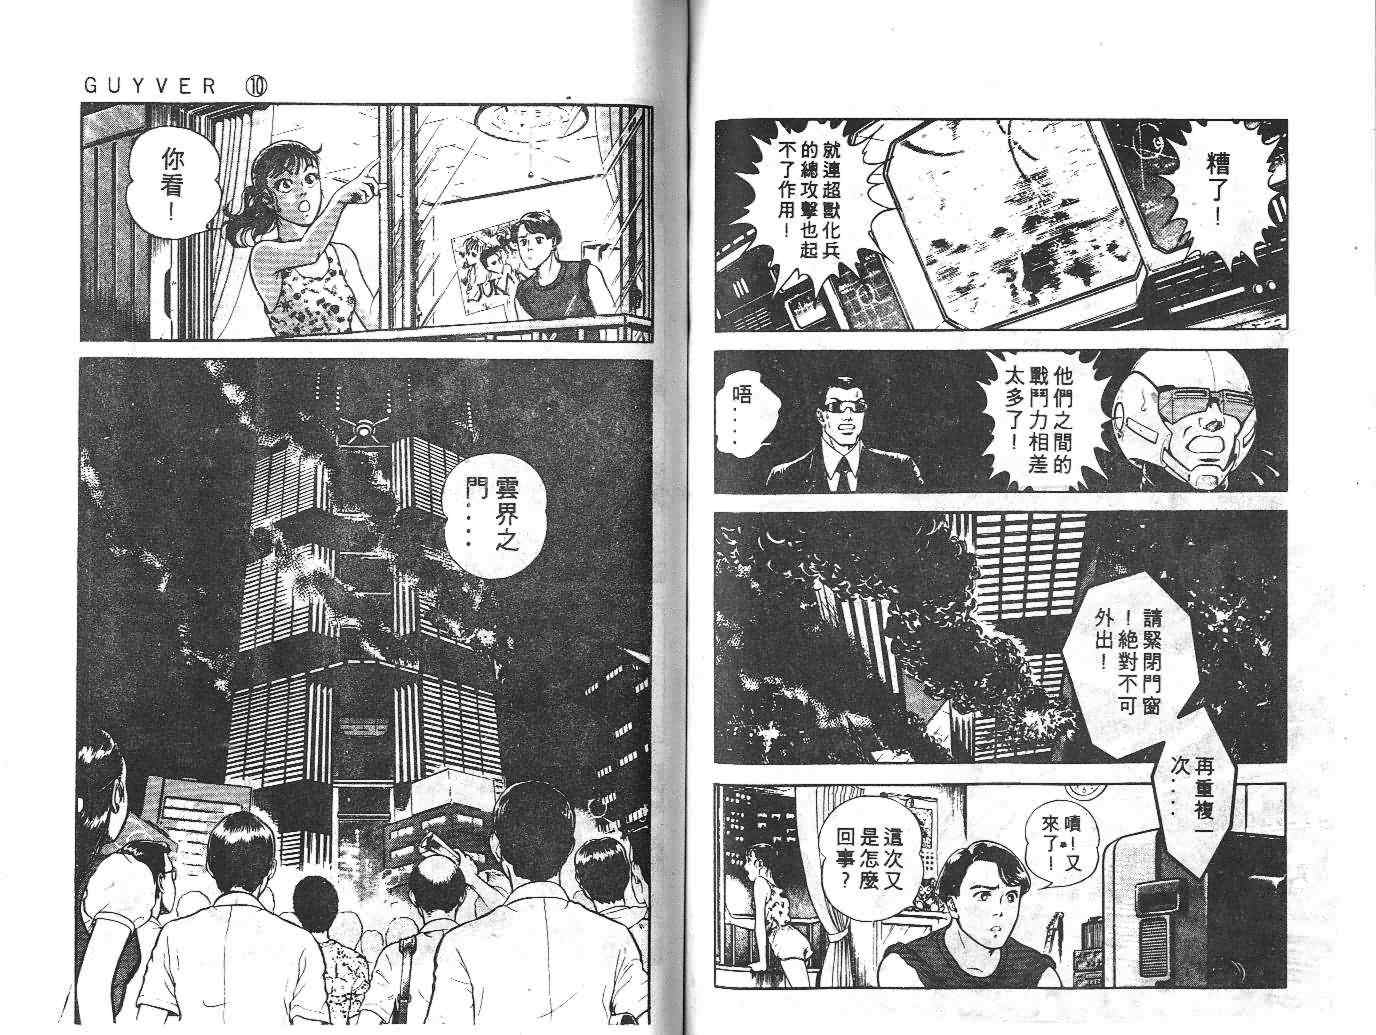 糟了！
就連超獸化兵
的總攻擊也起
不了作用！
他們之間的
戰鬥力相差
太多了！
唔‥‥
請緊閉門窗
！絕對不可
外出！
再重複一
次‥‥
嘖！又
來了！
這次又
是怎麼
回事？
GUYVER ⑩
你看！
雲界之
門‥‥‥